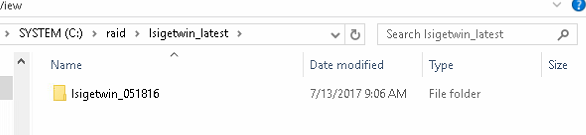 View
SYSTEM (C:) > raid > lsigetwin_latest >
Search lsigetwin_latest
Name Date modified Type Size
lsigetwin_051816 7/13/2017 9:06 AM File folder